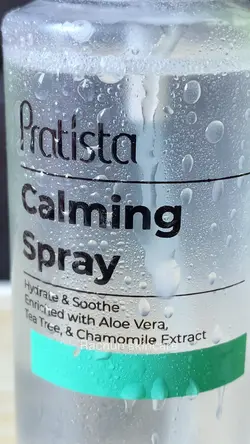 Pratista
Calming
Spray
Hydrate & Soothe
Enriched with Aloe Vera,
Tea Tree, & Chamomile Extract